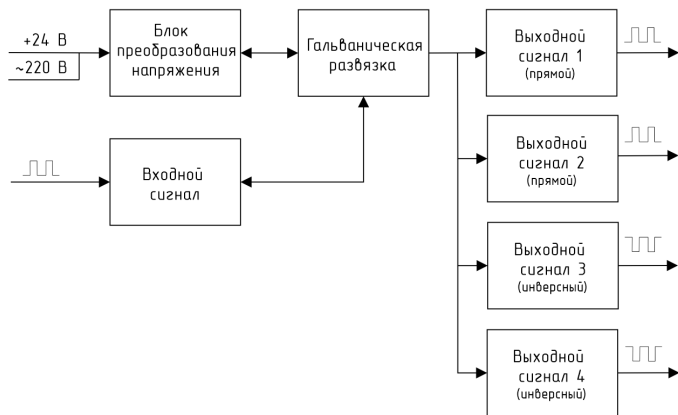 +24 В
~220 В
Блок
преобразования
напряжения
Гальваническая
развязка
Входной
сигнал
Выходной
сигнал 1
(прямой)
Выходной
сигнал 2
(прямой)
Выходной
сигнал 3
(инверсный)
Выходной
сигнал 4
(инверсный)